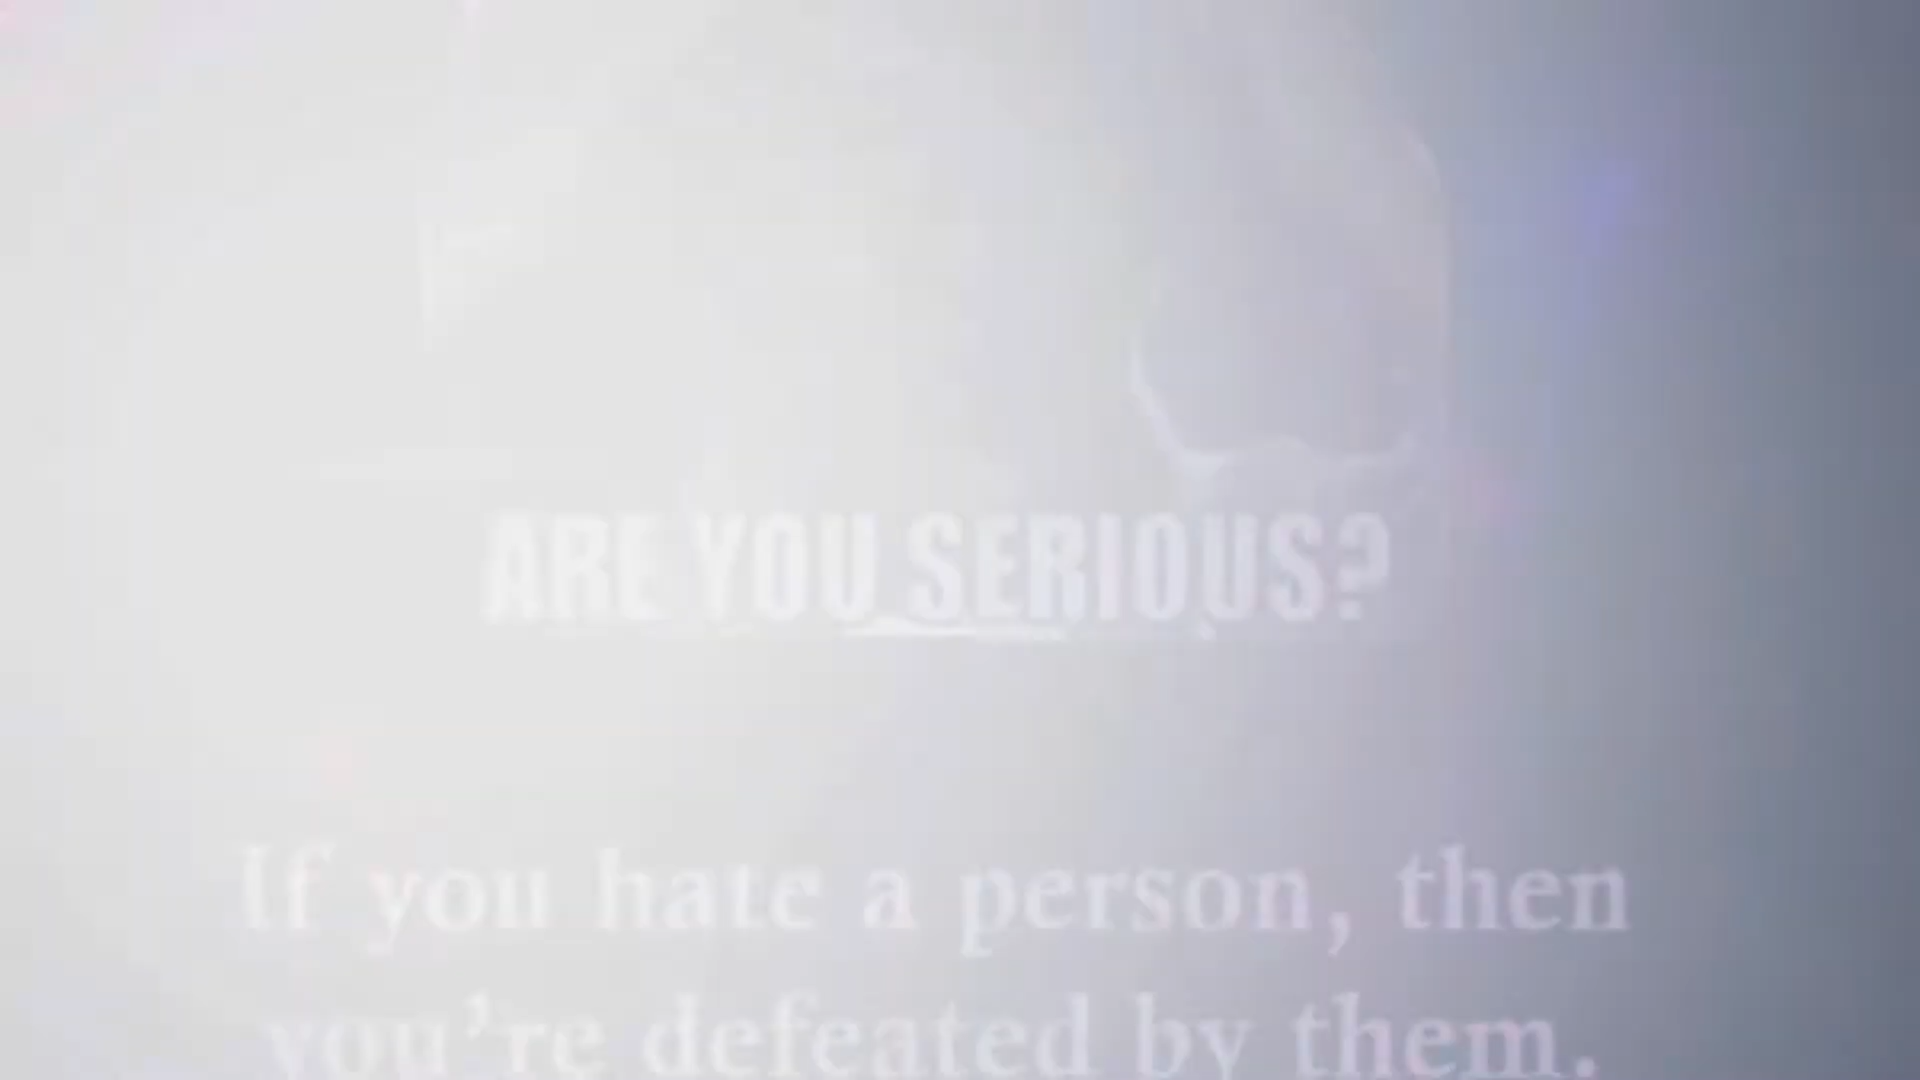 ARE YOU SERIOUS?
If you hate a person, then
you're defeated by them.